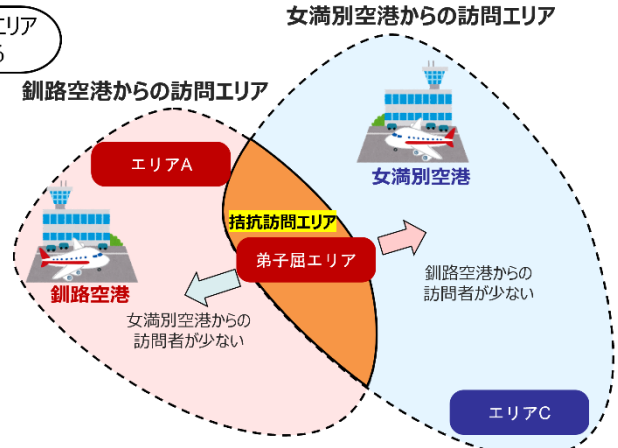 エリア
女満別空港からの訪問エリア
釧路空港からの訪問エリア
エリアA
女満別空港
拮抗訪問エリア
弟子屈エリア
釧路空港
釧路空港からの
訪問者が少ない
女満別空港からの
訪問者が少ない
エリアC